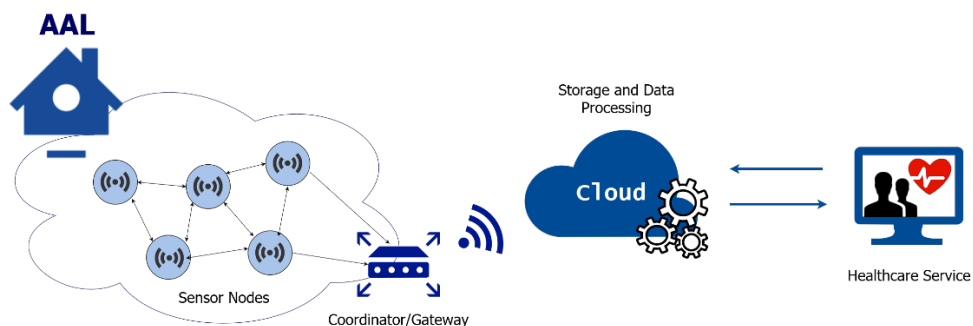 AAL
Storage and Data
Processing
Cloud
Sensor Nodes
Coordinator/Gateway
Healthcare Service